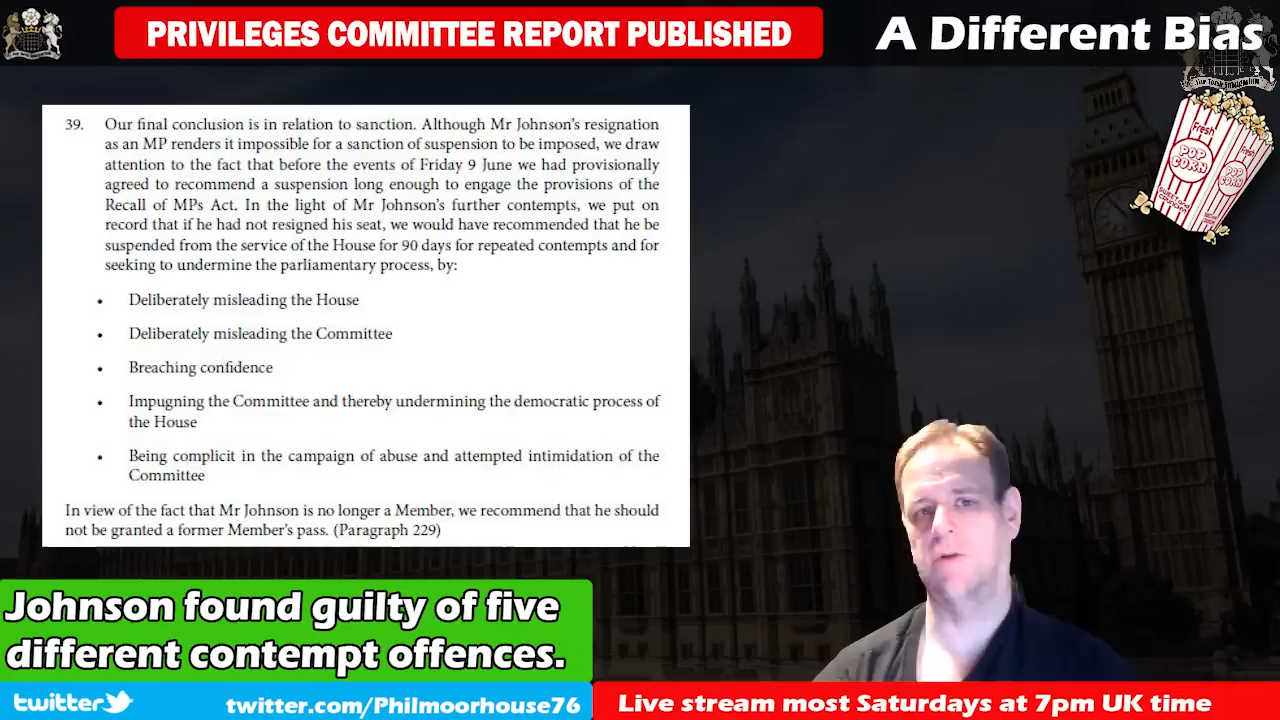 PRIVILEGES COMMITTEE REPORT PUBLISHED
A Different Bias
Fresh
POP
CORN
Fresh
POP
CORN
39. Our final conclusion is in relation to sanction. Although Mr Johnson's resignation
as an MP renders it impossible for a sanction of suspension to be imposed, we draw
attention to the fact that before the events of Friday 9 June we had provisionally
agreed to recommend a suspension long enough to engage the provisions of the
Recall of MPs Act. In the light of Mr Johnson's further contempts, we put on
record that if he had not resigned his seat, we would have recommended that he be
suspended from the service of the House for 90 days for repeated contempts and for
seeking to undermine the parliamentary process, by:
• Deliberately misleading the House
• Deliberately misleading the Committee
• Breaching confidence
• Impugning the Committee and thereby undermining the democratic process of
the House
• Being complicit in the campaign of abuse and attempted intimidation of the
Committee
In view of the fact that Mr Johnson is no longer a Member, we recommend that he should
not be granted a former Member's pass. (Paragraph 229)
Johnson found guilty of five
different contempt offences.
twitter
twitter.com/Philmoorhouse76
Live stream most Saturdays at 7pm UK time